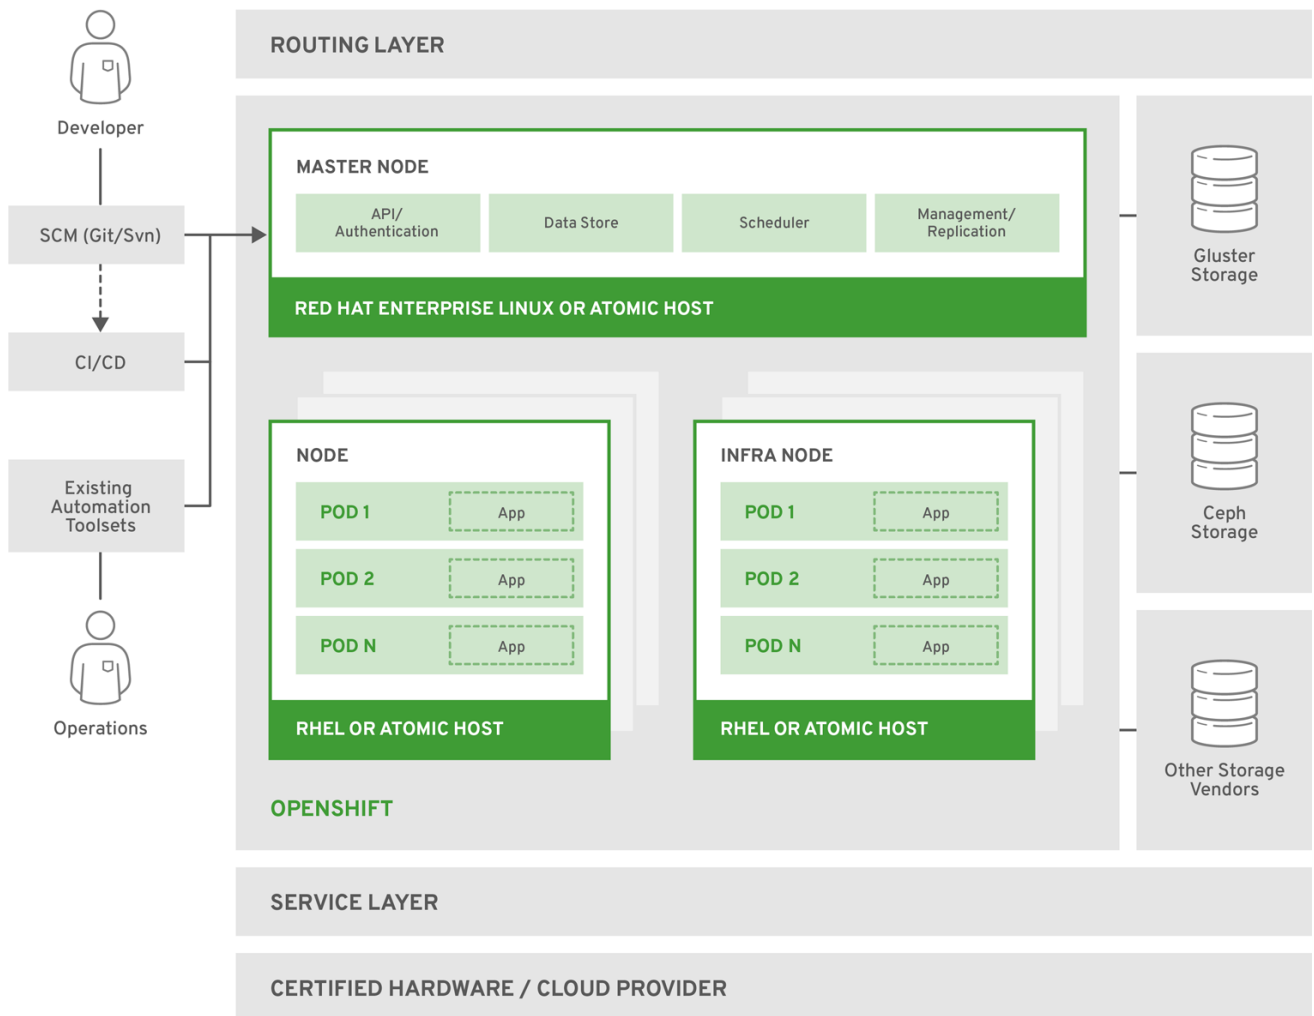 ROUTING LAYER
Developer
SCM (Git/Svn)
CI/CD
Existing
Automation
Toolsets
Operations
MASTER NODE
API/
Authentication
Data Store
Scheduler
Management/
Replication
RED HAT ENTERPRISE LINUX OR ATOMIC HOST
NODE
POD 1
App
POD 2
App
POD N
App
RHEL OR ATOMIC HOST
INFRA NODE
POD 1
App
POD 2
App
POD N
App
RHEL OR ATOMIC HOST
OPENSHIFT
Gluster
Storage
Ceph
Storage
Other Storage
Vendors
SERVICE LAYER
CERTIFIED HARDWARE / CLOUD PROVIDER